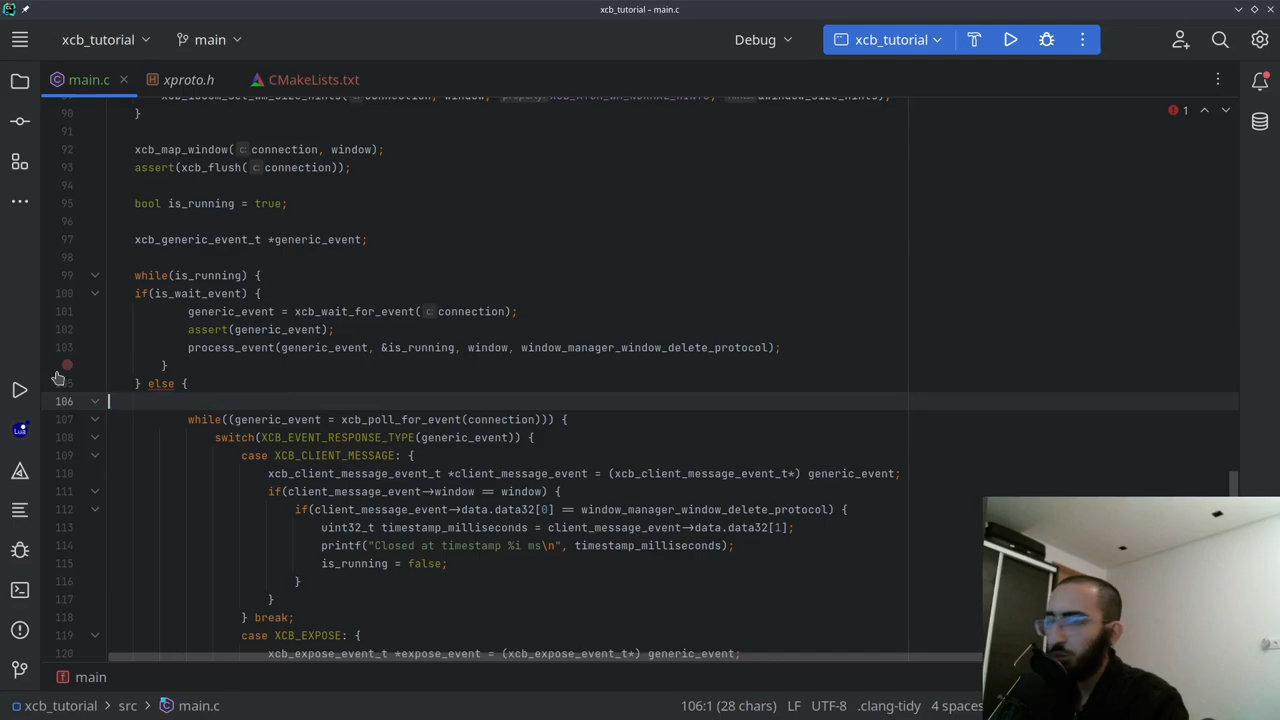 xcb_tutorial – main.c
xcb_tutorial
main
Debug
xcb_tutorial
main.c
xproto.h
CMakeLists.txt
1
90 }
91
92 xcb_map_window( c: connection, window);
93 assert(xcb_flush( c: connection));
94
95 bool is_running = true;
96
97 xcb_generic_event_t *generic_event;
98
99 while(is_running) {
100 if(is_wait_event) {
101 generic_event = xcb_wait_for_event( c: connection);
102 assert(generic_event);
103 process_event(generic_event, &is_running, window, window_manager_window_delete_protocol);
}
} else {
106
107 while((generic_event = xcb_poll_for_event(connection))) {
108 switch(XCB_EVENT_RESPONSE_TYPE(generic_event)) {
109 case XCB_CLIENT_MESSAGE: {
110 xcb_client_message_event_t *client_message_event = (xcb_client_message_event_t*) generic_event;
111 if(client_message_event->window == window) {
112 if(client_message_event->data.data32[0] == window_manager_window_delete_protocol) {
113 uint32_t timestamp_milliseconds = client_message_event->data.data32[1];
114 printf("Closed at timestamp %i ms\n", timestamp_milliseconds);
115 is_running = false;
116 }
117 }
118 } break;
119 case XCB_EXPOSE: {
120 xcb_expose_event_t *expose_event = (xcb_expose_event_t*) generic_event;
Lua
f main
xcb_tutorial > src > main.c
106:1 (28 chars) LF UTF-8 .clang-tidy 4 spaces